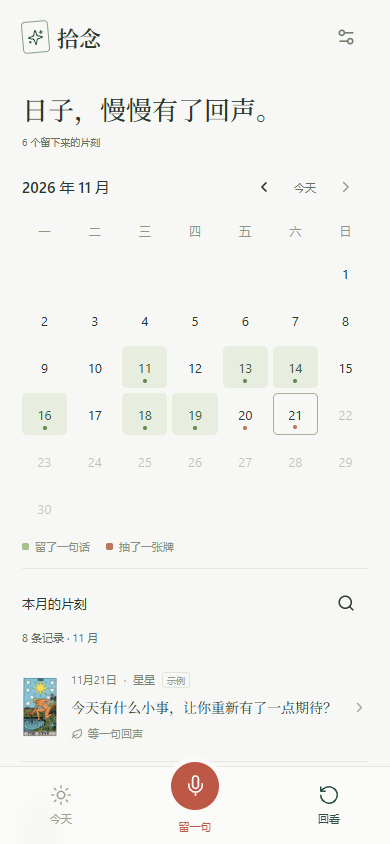 拾念
日子，慢慢有了回声。
6 个留下来的片刻
2026 年 11 月
今天
一 二 三 四 五 六 日
1
2 3 4 5 6 7 8
9 10 11 12 13 14 15
16 17 18 19 20 21 22
23 24 25 26 27 28 29
30
留了一句话 抽了一张牌
本月的片刻
8 条记录 · 11 月
11月21日 · 星星 示例
今天有什么小事，让你重新有了一点期待？
等一句回声
今天 留一句 回看